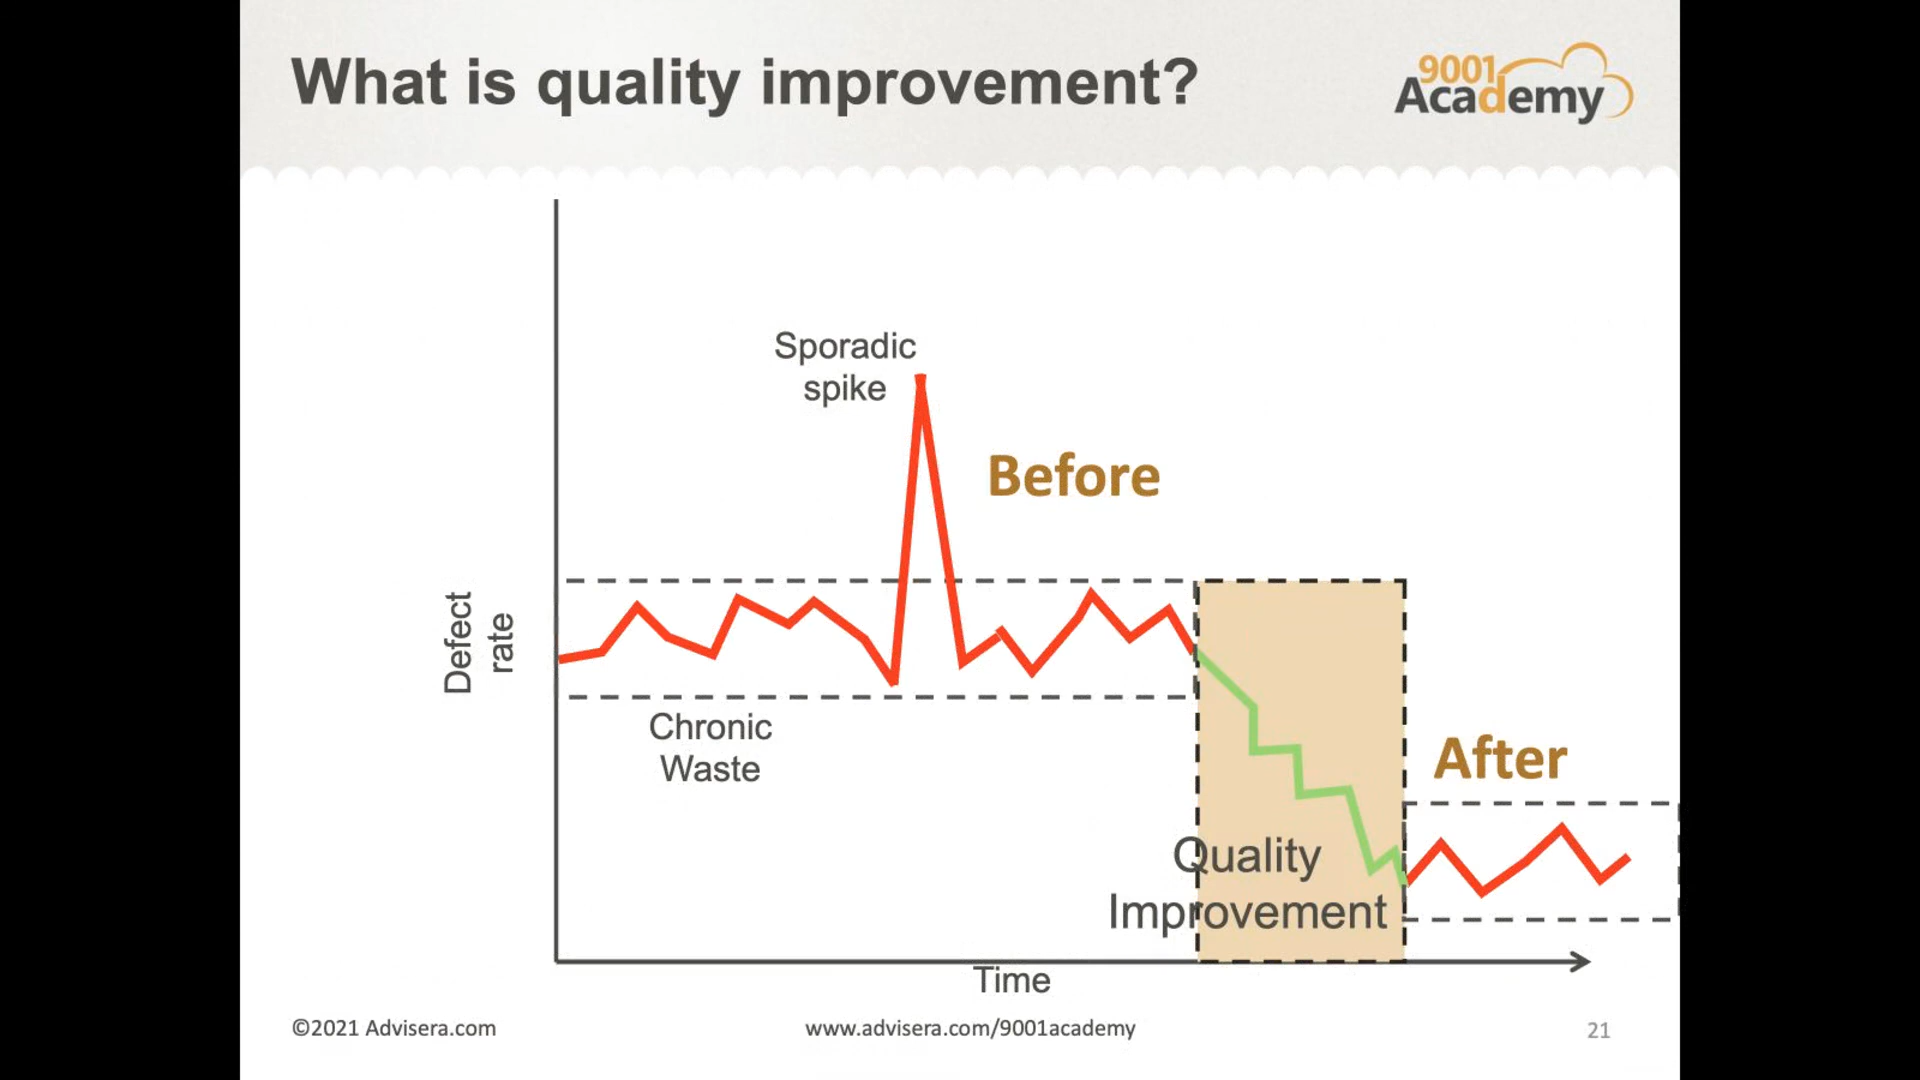 What is quality improvement?
9001
Academy
Sporadic
spike
Before
Defect
rate
Chronic
Waste
After
Quality
Improvement
Time
©2021 Advisera.com
www.advisera.com/9001academy
21